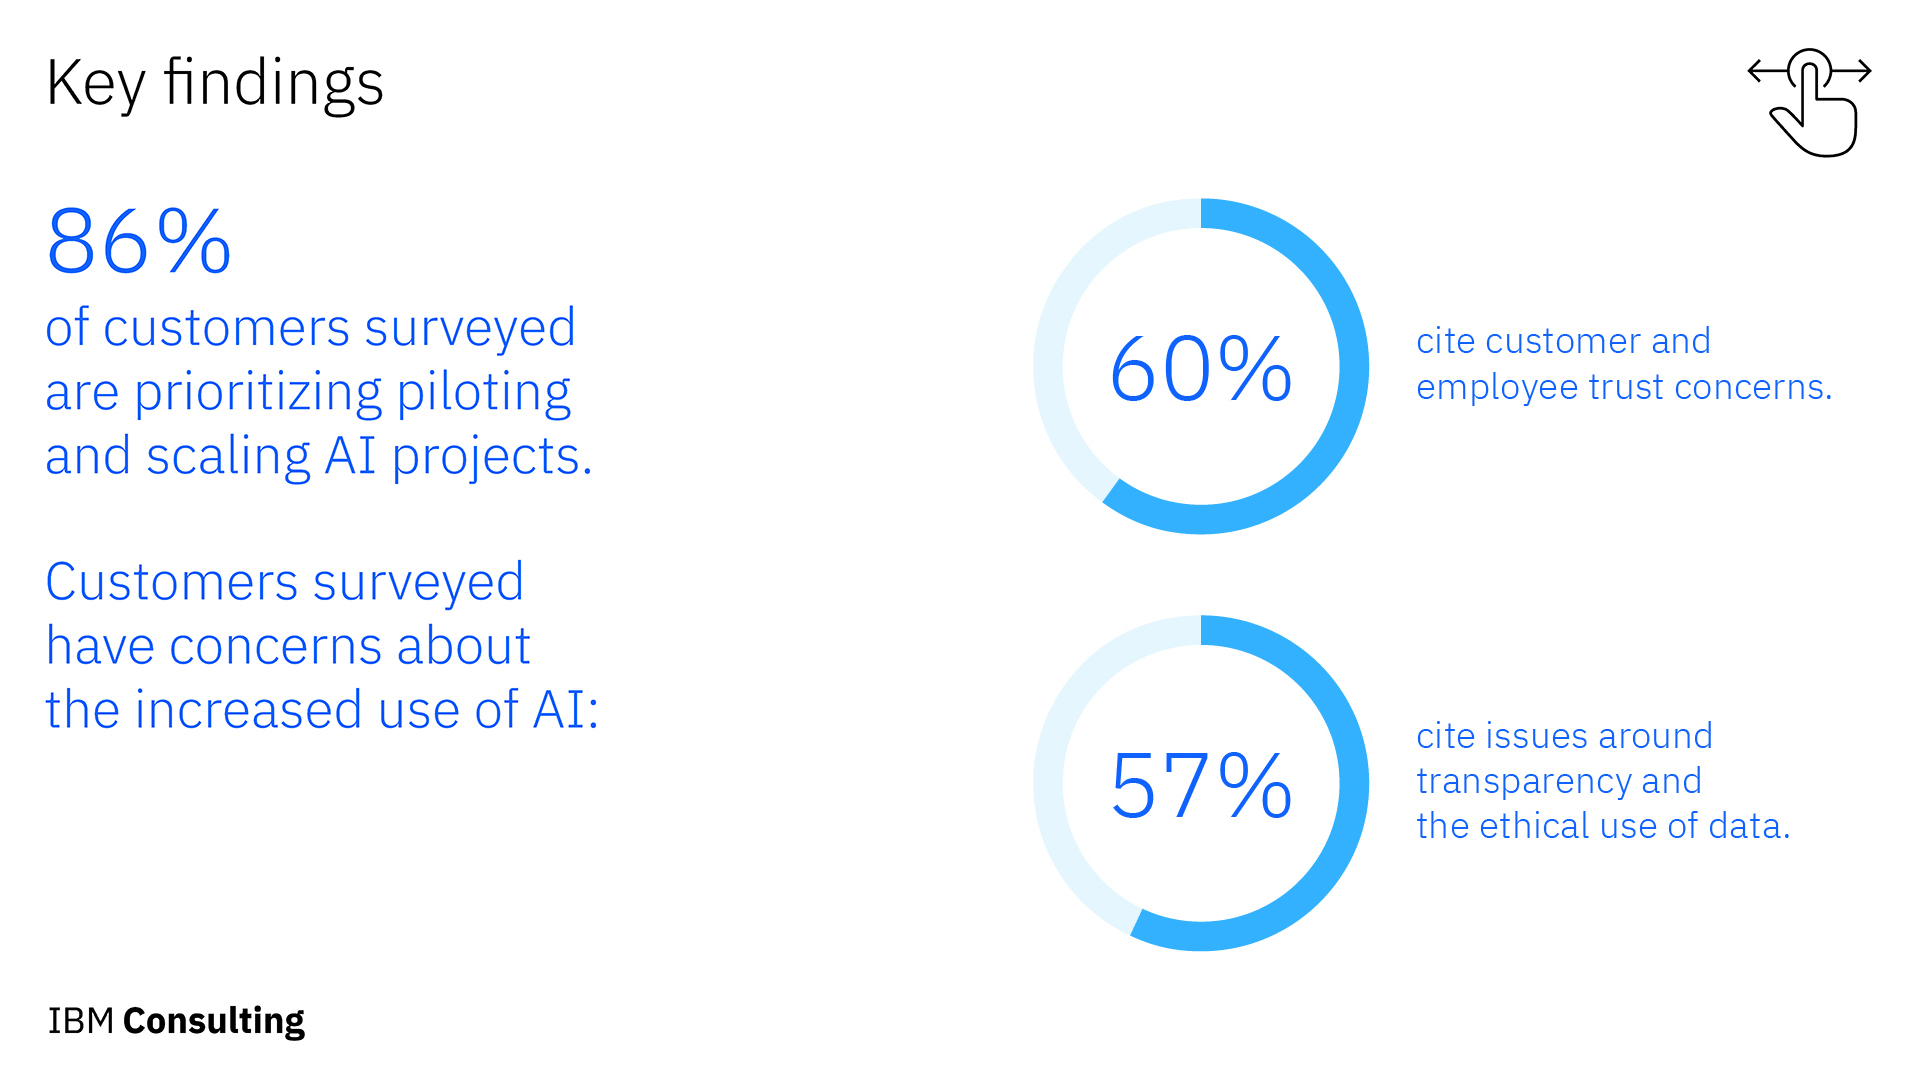 Key findings
86%
of customers surveyed
are prioritizing piloting
and scaling AI projects.
Customers surveyed
have concerns about
the increased use of AI:
60%
cite customer and
employee trust concerns.
57%
cite issues around
transparency and
the ethical use of data.
IBM Consulting